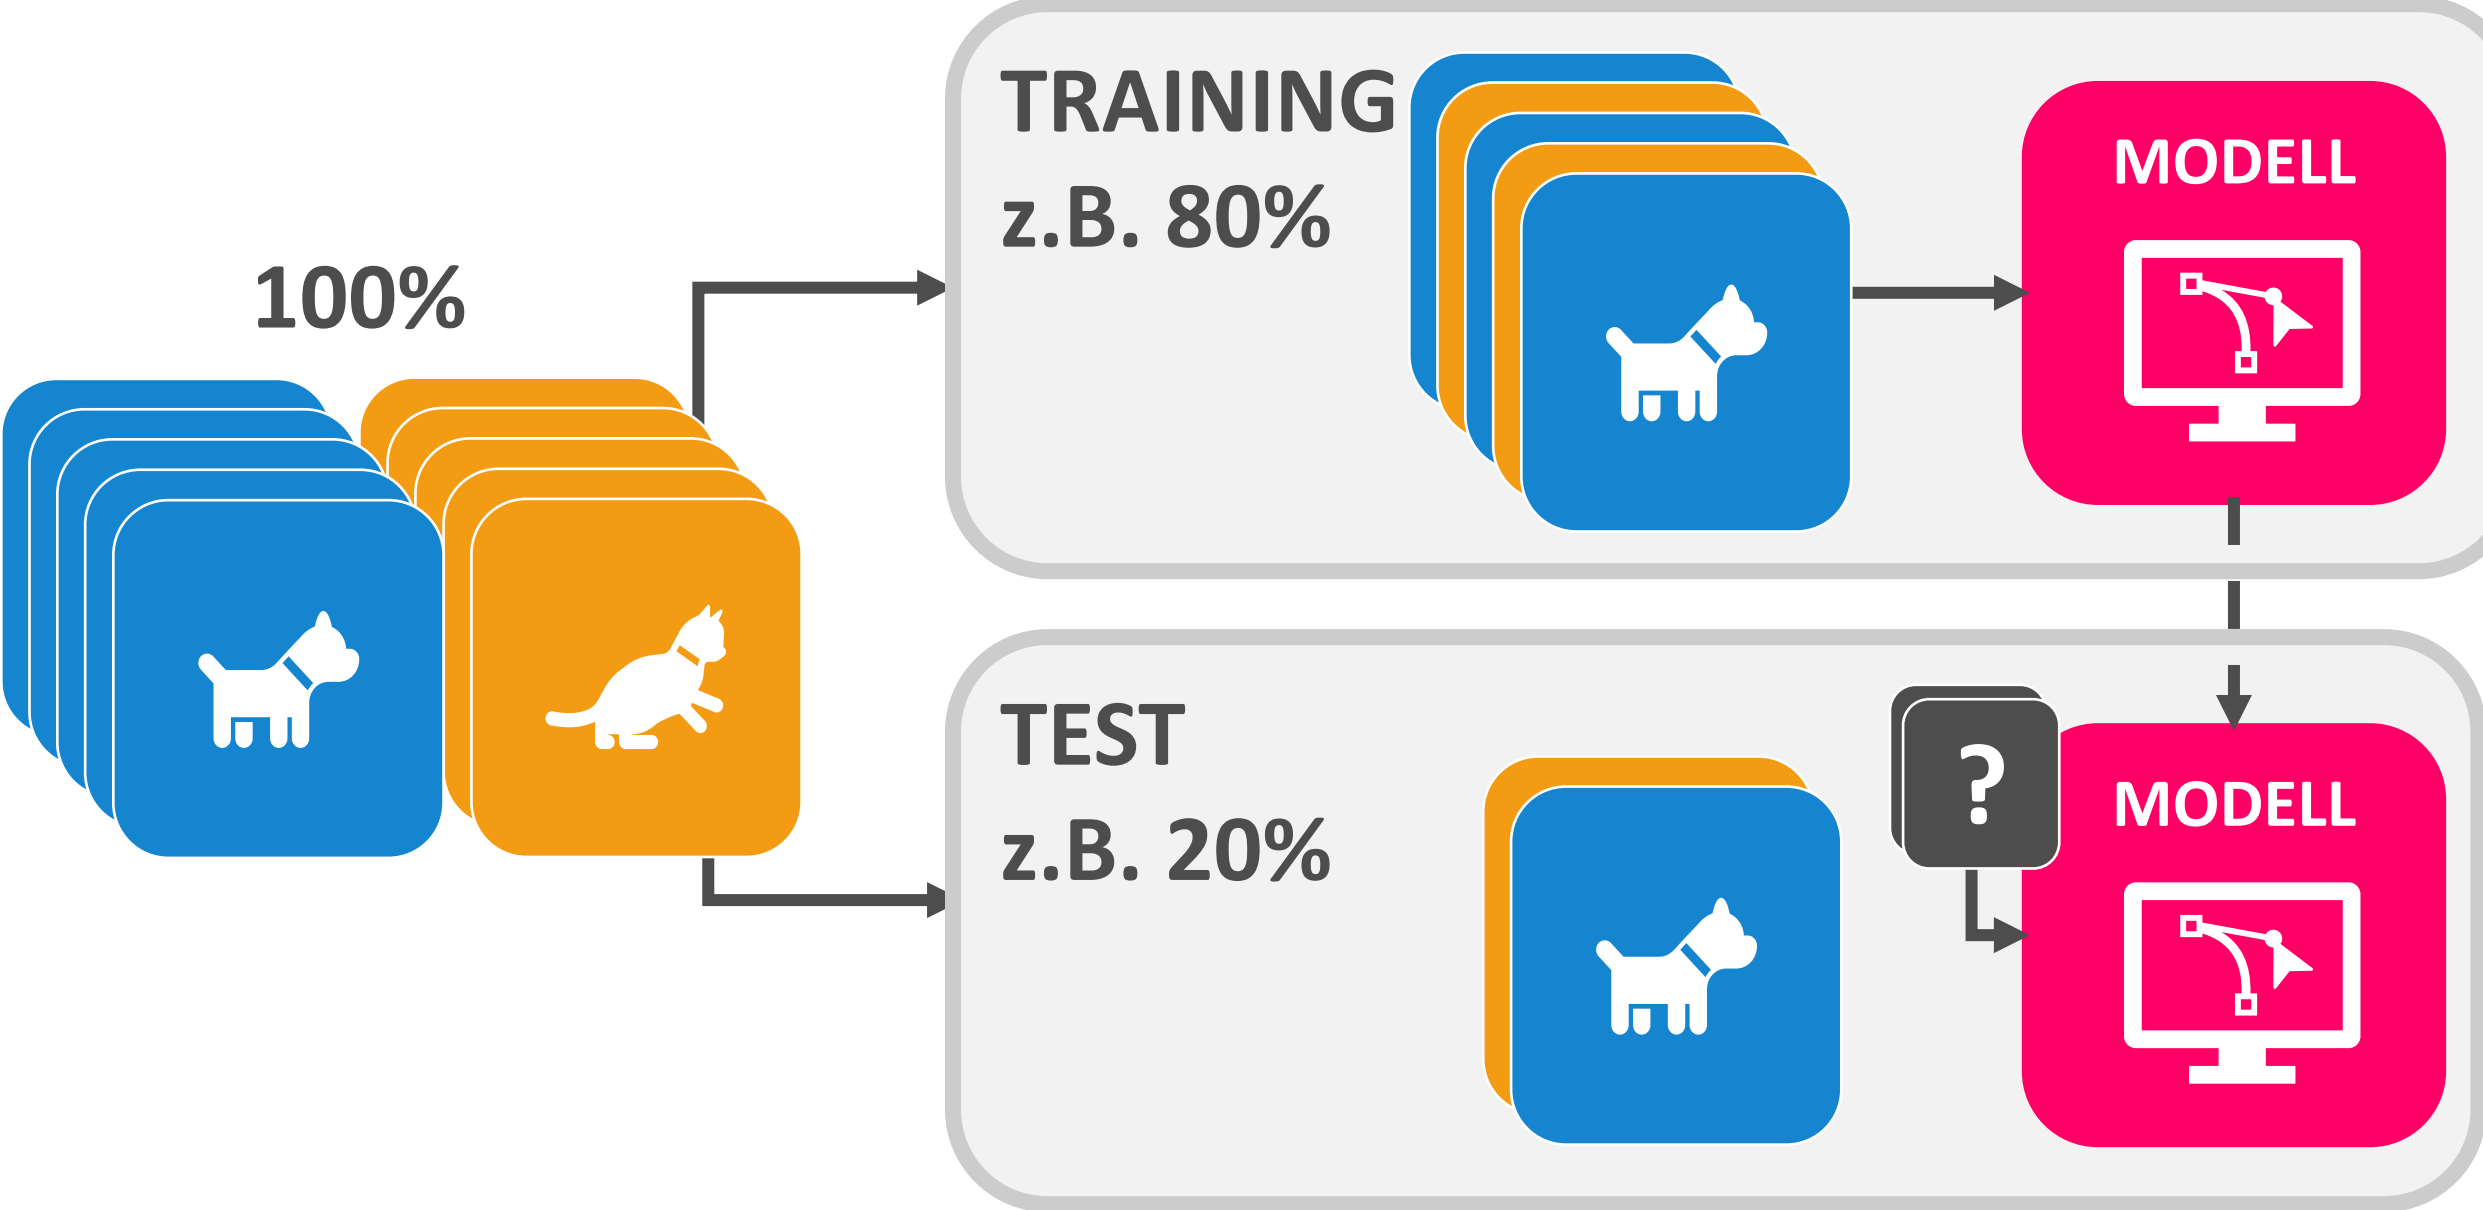 100%
TRAINING
z.B. 80%
MODELL
TEST
z.B. 20%
?
MODELL